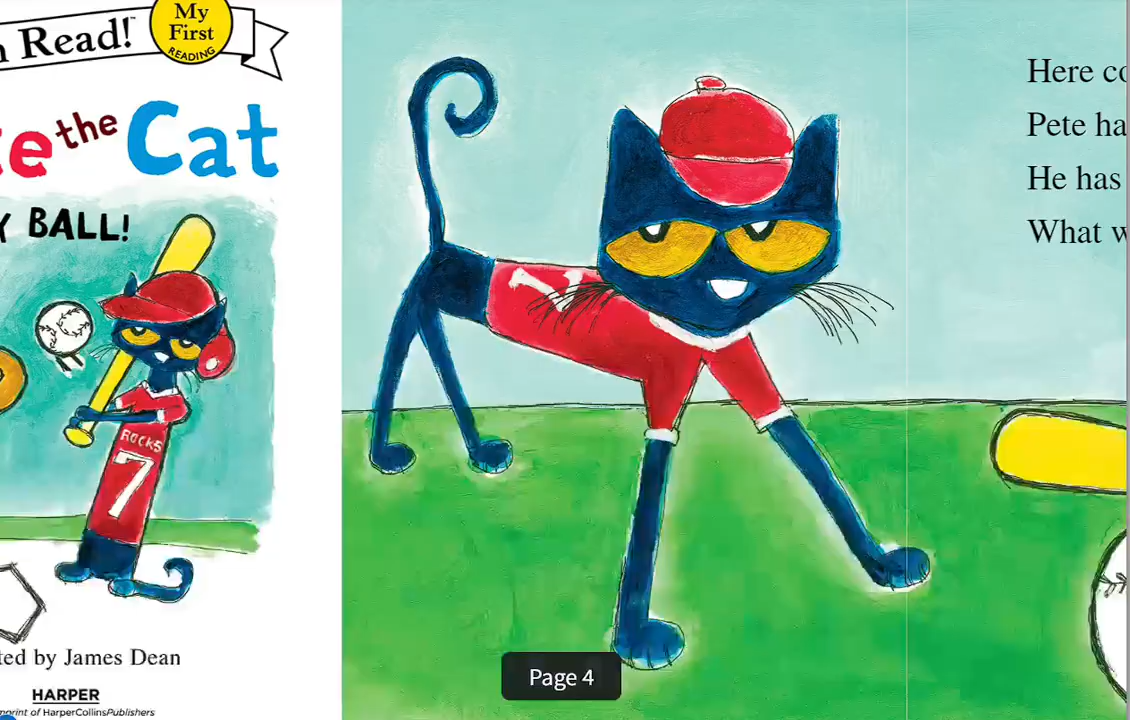 Read!
My
First
READING
the Cat
BALL!
ROCKS
7
by James Dean
HARPER
of HarperCollinsPublishers
Page 4
Here
Pete
He has
What